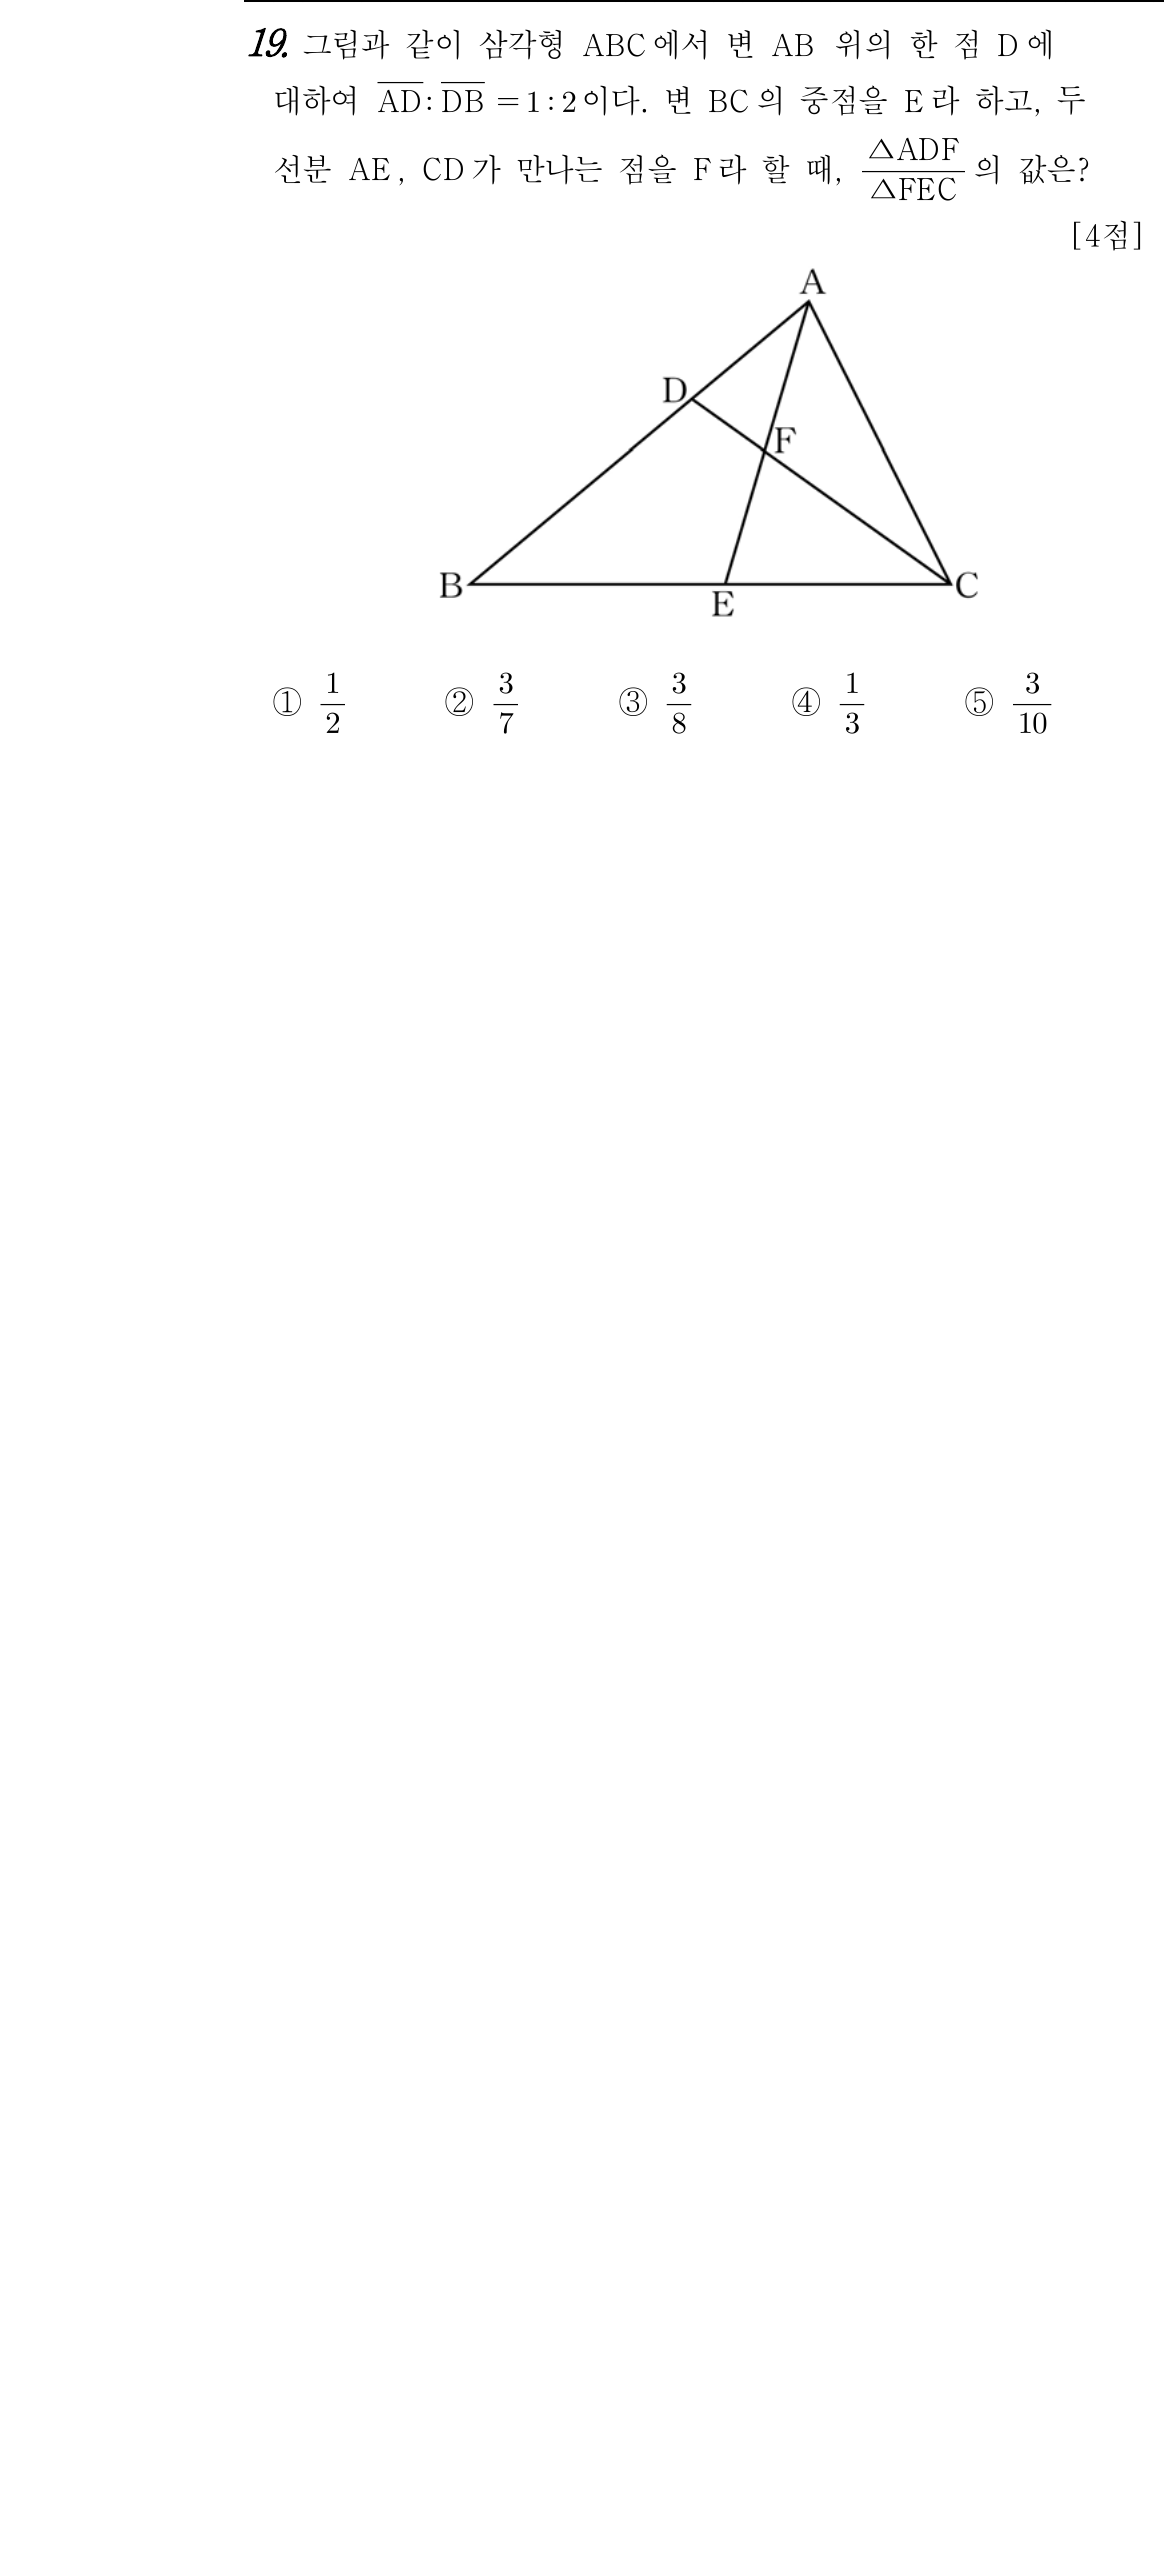 19. 그림과 같이 삼각형 ABC에서 변 AB 위의 한 점 D에
대하여 \overline{AD}:\overline{DB}=1:2이다. 변 BC의 중점을 E라 하고, 두
선분 AE, CD가 만나는 점을 F라 할 때, \frac{△ADF}{△FEC}의 값은?
[4점]
A
D
F
B
C
E
① \frac{1}{2} ② \frac{3}{7} ③ \frac{3}{8} ④ \frac{1}{3} ⑤ \frac{3}{10}